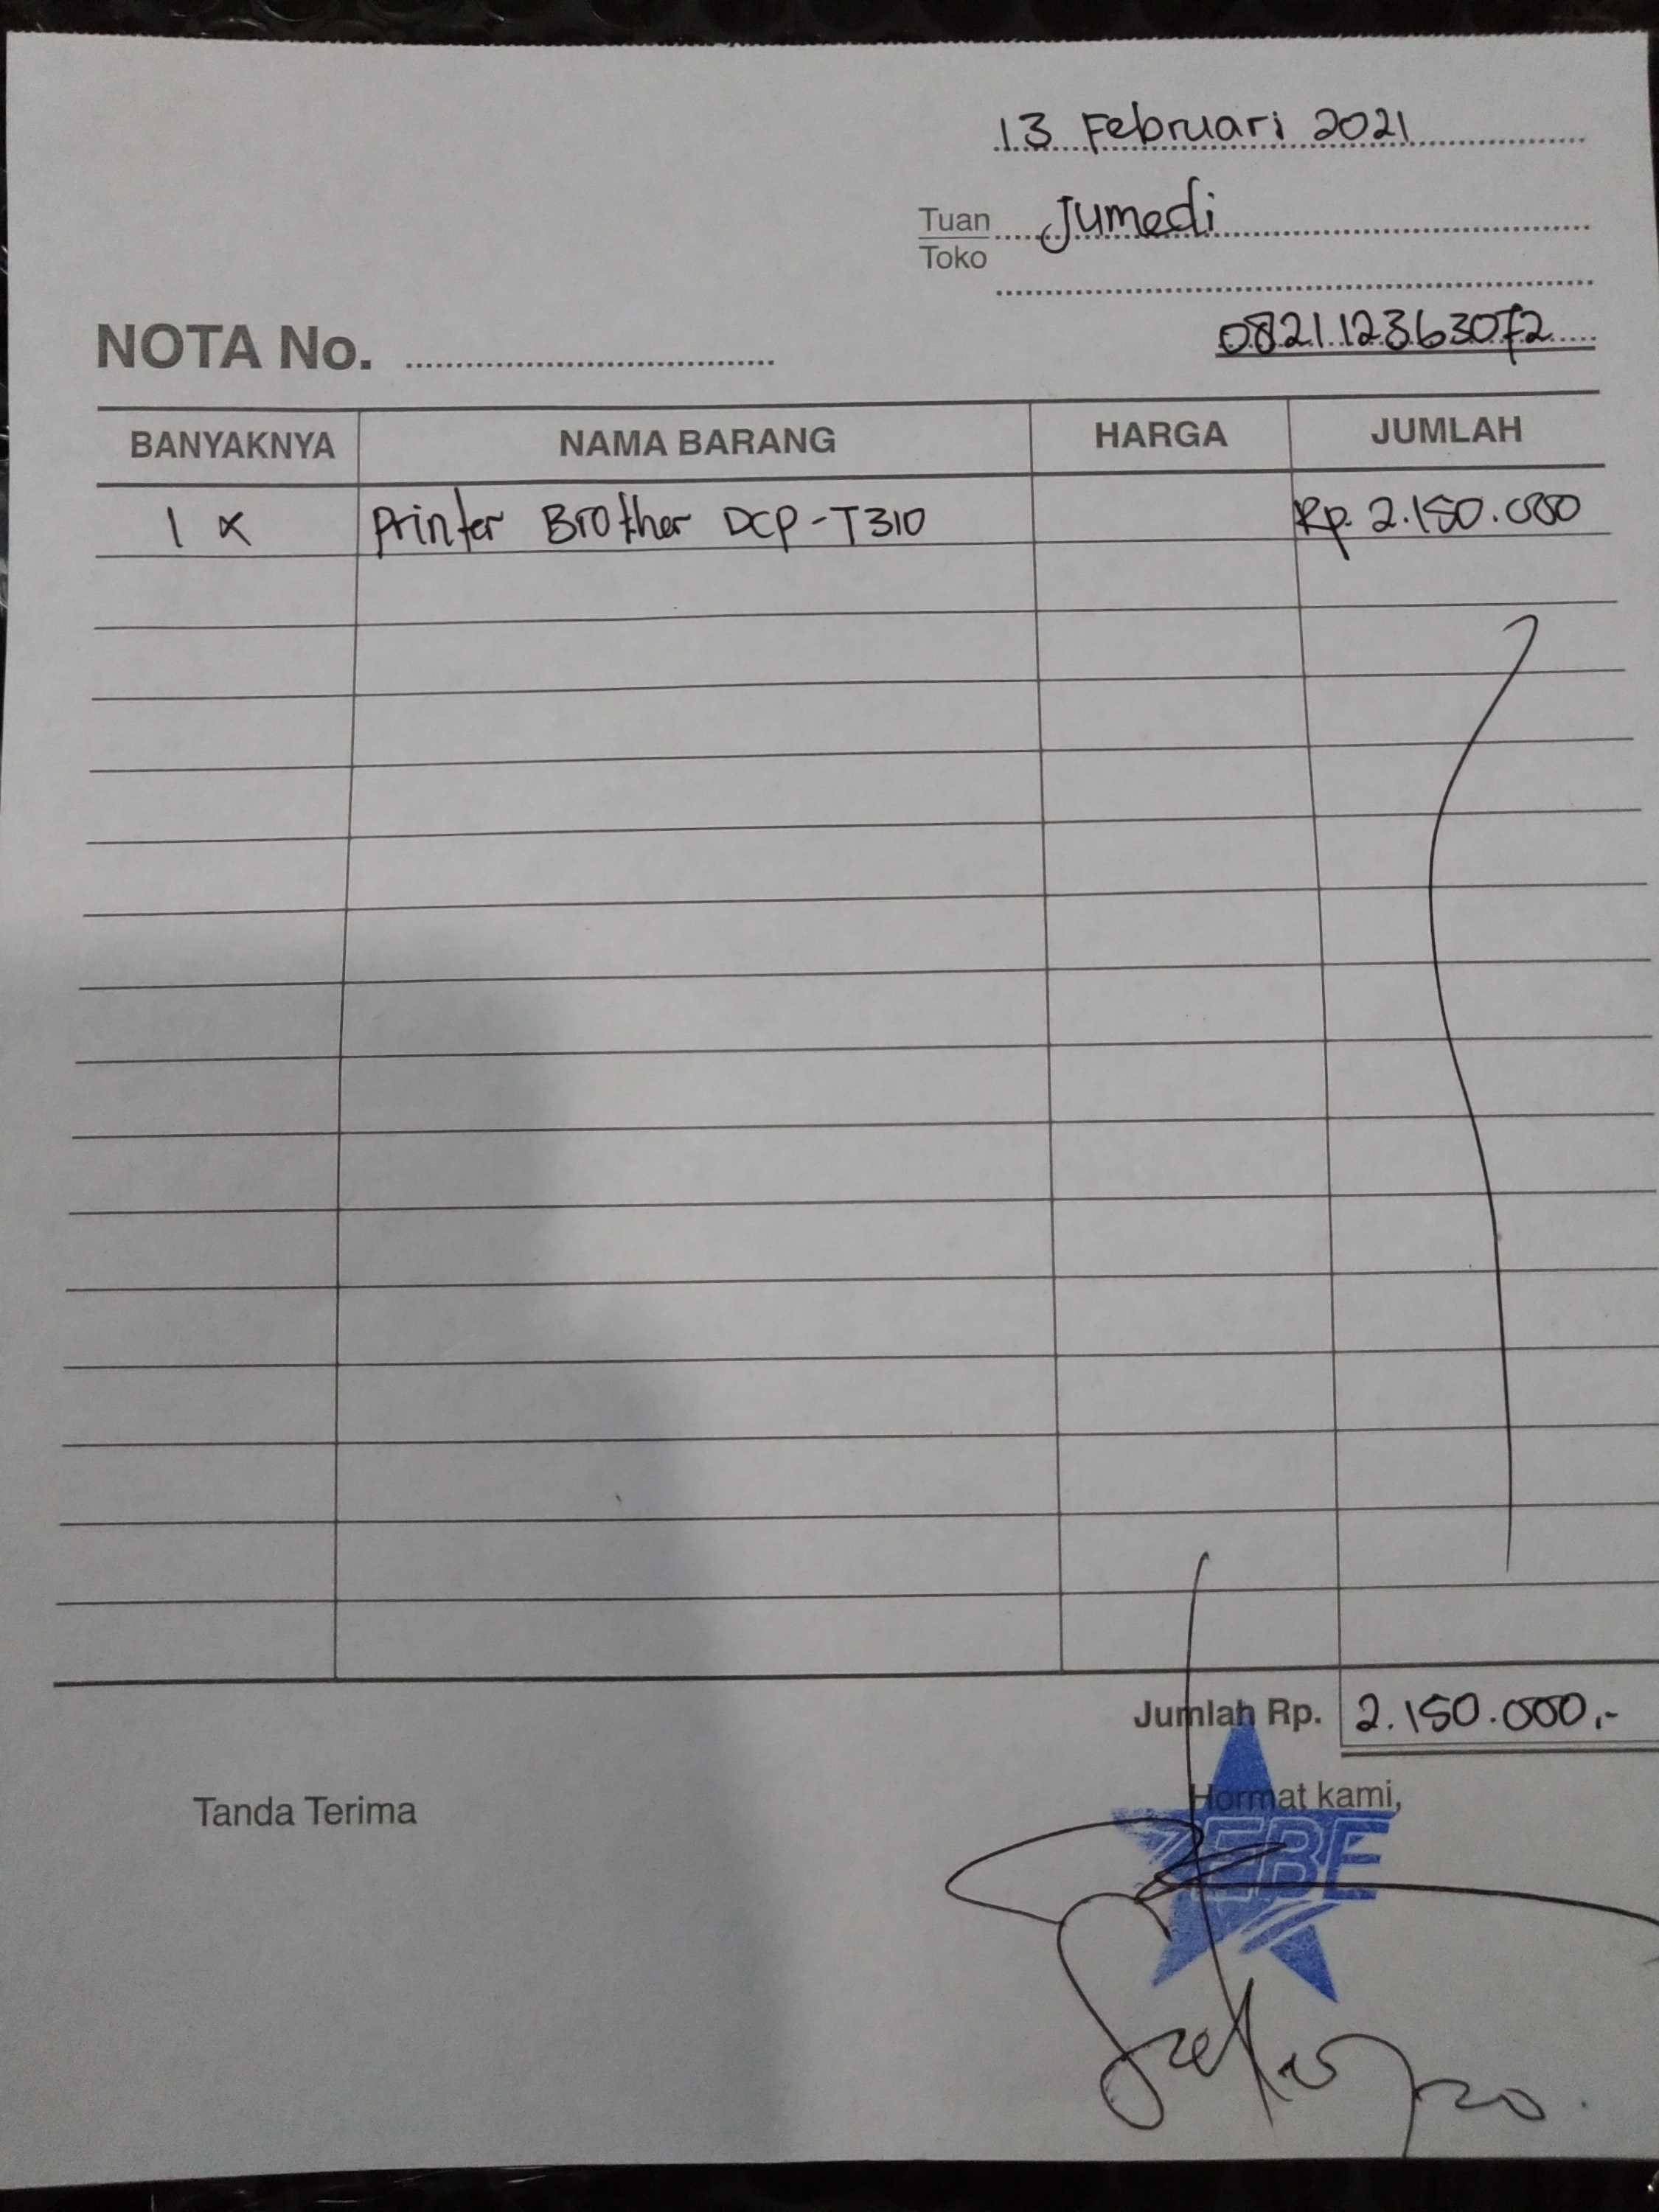 13 Februari 2021
Tuan Jumedi
Toko
NOTA No. 082112363072
BANYAKNYA NAMA BARANG HARGA JUMLAH
1 x Printer Brother DCP-T310 Rp. 2.150.000
Jumlah Rp. 2.150.000,-
Tanda Terima Hormat kami,
EBE